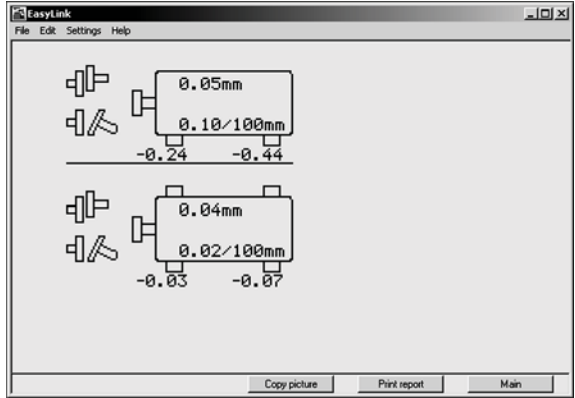 EasyLink
File Edit Settings Help
0.05mm
0.10/100mm
-0.24 -0.44
0.04mm
0.02/100mm
-0.03 -0.07
Copy picture Print report Main